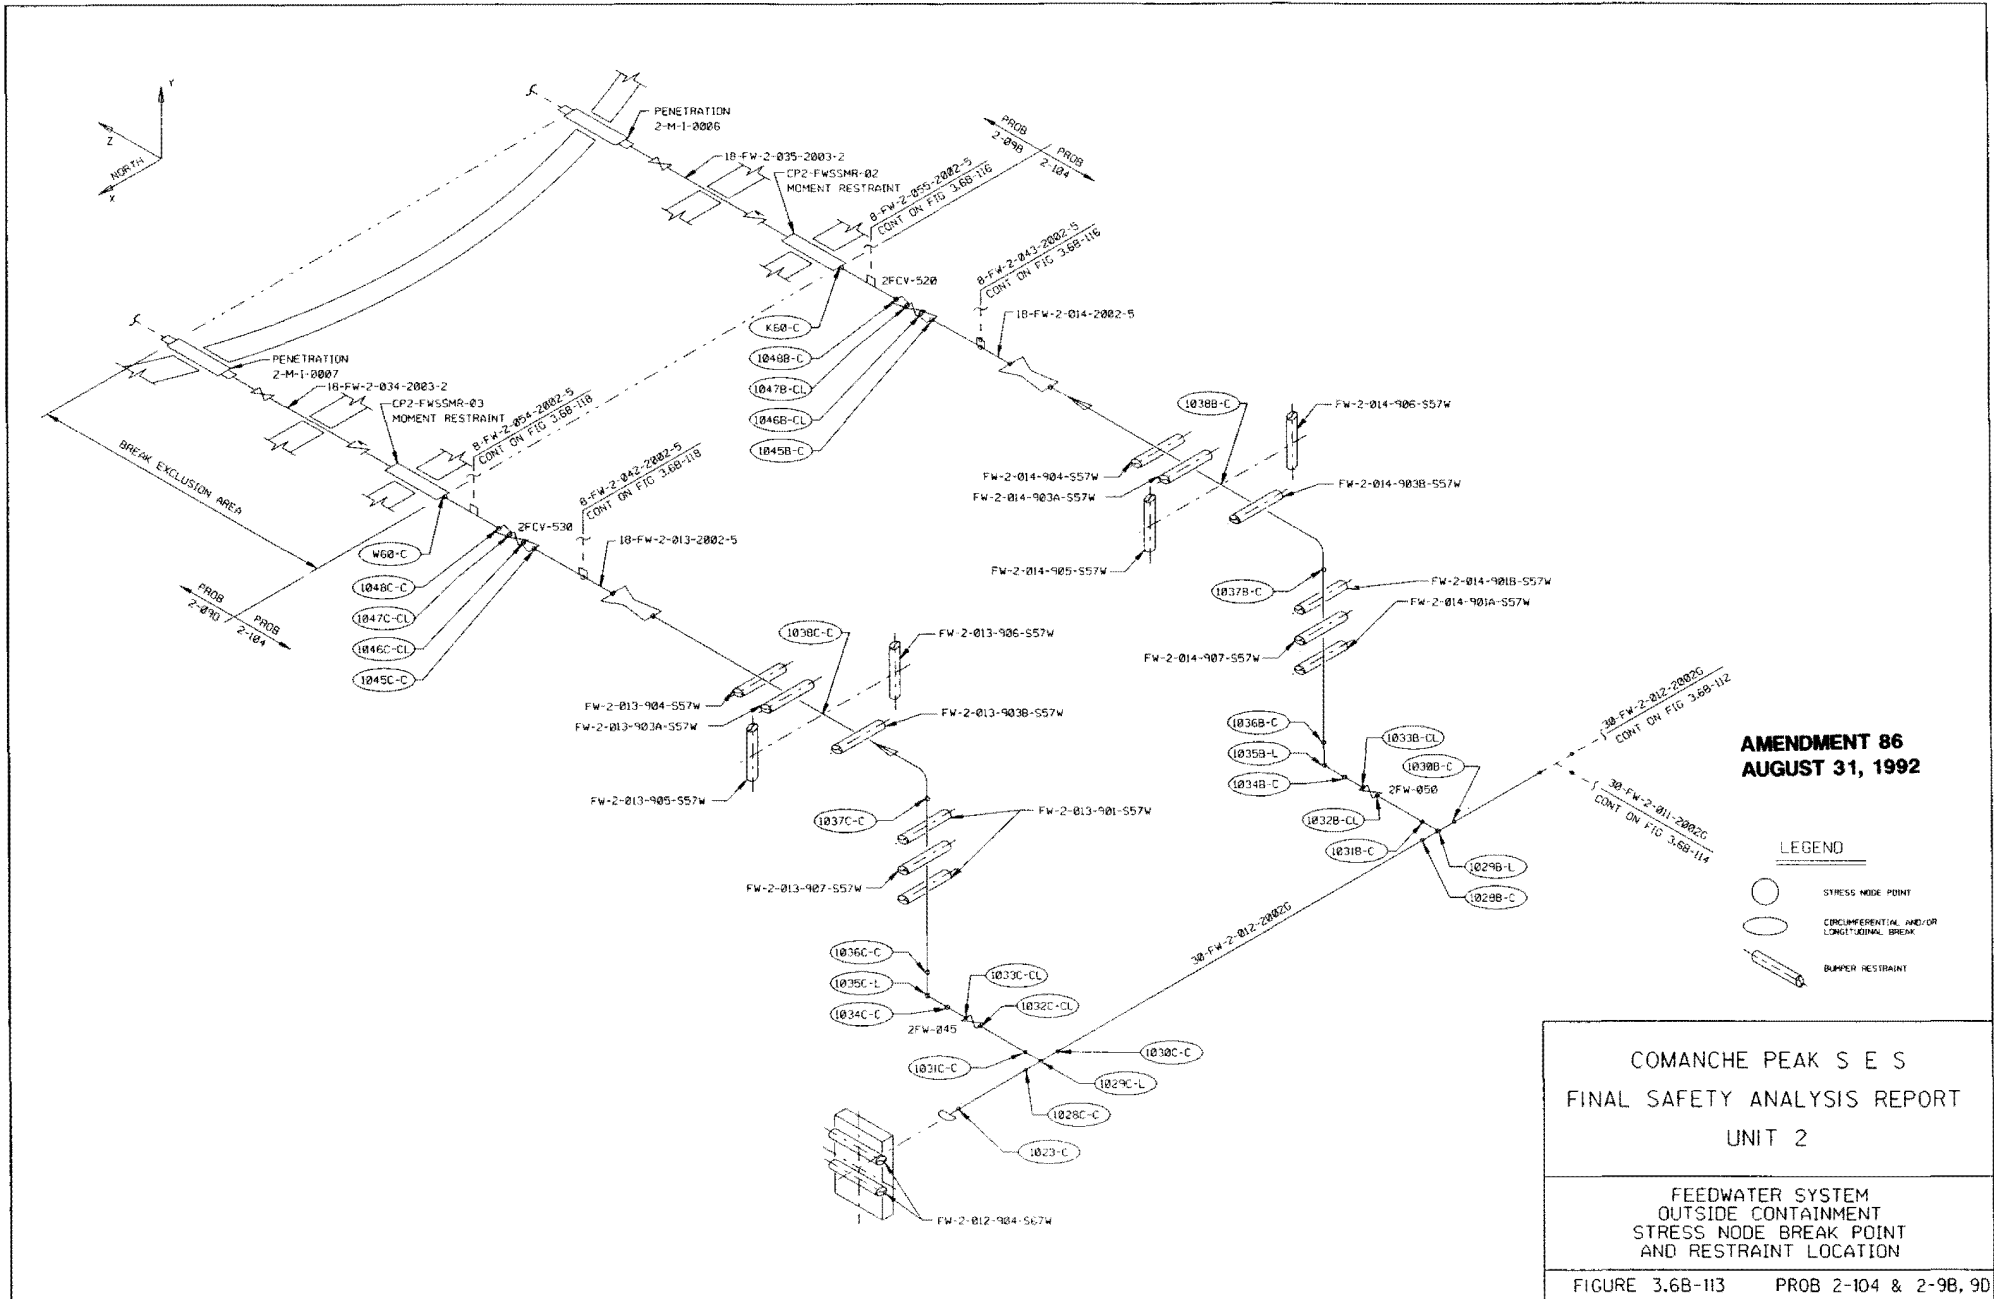 Y
Z
NORTH
X
PENETRATION
2-M-I-0006
18-FW-2-035-2003-2
CP2-FWSSMR-02
MOMENT RESTRAINT
8-FW-2-055-2002-5
CONT ON FIG 3.6B-116
PROB
2-09B
PROB
2-104
8-FW-2-043-2002-5
CONT ON FIG 3.6B-116
2FCV-520
18-FW-2-014-2002-5
K60-C
1048B-C
1047B-CL
1046B-CL
1045B-C
PENETRATION
2-M-I-0007
18-FW-2-034-2003-2
CP2-FWSSMR-03
MOMENT RESTRAINT
8-FW-2-054-2002-5
CONT ON FIG 3.6B-118
8-FW-2-042-2002-5
CONT ON FIG 3.6B-118
BREAK EXCLUSION AREA
2FCV-530
18-FW-2-013-2002-5
W60-C
1048C-C
1047C-CL
1046C-CL
1045C-C
PROB
2-09D
PROB
2-104
1038B-C
FW-2-014-906-S57W
FW-2-014-904-S57W
FW-2-014-903A-S57W
FW-2-014-903B-S57W
FW-2-014-905-S57W
1037B-C
FW-2-014-901B-S57W
FW-2-014-901A-S57W
FW-2-014-907-S57W
1038C-C
FW-2-013-906-S57W
FW-2-013-904-S57W
FW-2-013-903A-S57W
FW-2-013-903B-S57W
FW-2-013-905-S57W
1037C-C
FW-2-013-901-S57W
FW-2-013-907-S57W
1036B-C
1035B-L
1034B-C
1033B-CL
1030B-C
2FW-050
1032B-CL
1031B-C
1029B-L
1028B-C
30-FW-2-012-2002G
CONT ON FIG 3.6B-112
30-FW-2-011-2002G
CONT ON FIG 3.6B-114
30-FW-2-012-2002G
1036C-C
1035C-L
1034C-C
1033C-CL
1032C-CL
2FW-045
1031C-C
1030C-C
1029C-L
1028C-C
1023-C
FW-2-012-904-S67W
AMENDMENT 86
AUGUST 31, 1992
LEGEND
STRESS NODE POINT
CIRCUMFERENTIAL AND/OR
LONGITUDINAL BREAK
BUMPER RESTRAINT
COMANCHE PEAK S E S
FINAL SAFETY ANALYSIS REPORT
UNIT 2
FEEDWATER SYSTEM
OUTSIDE CONTAINMENT
STRESS NODE BREAK POINT
AND RESTRAINT LOCATION
FIGURE 3.6B-113 PROB 2-104 & 2-9B, 9D